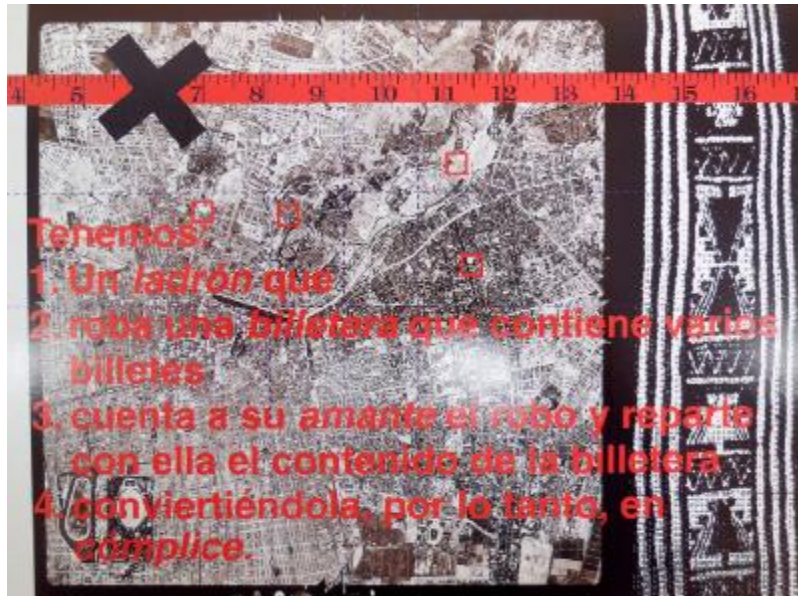 4 5 7 8 9 10 11 12 13 14 15 16
Tenemos:
1. Un ladrón que
2. roba una billetera que contiene varios
billetes
3. cuenta a su amante el robo y reparte
con ella el contenido de la billetera
4. conviertiéndola, por lo tanto, en
cómplice.